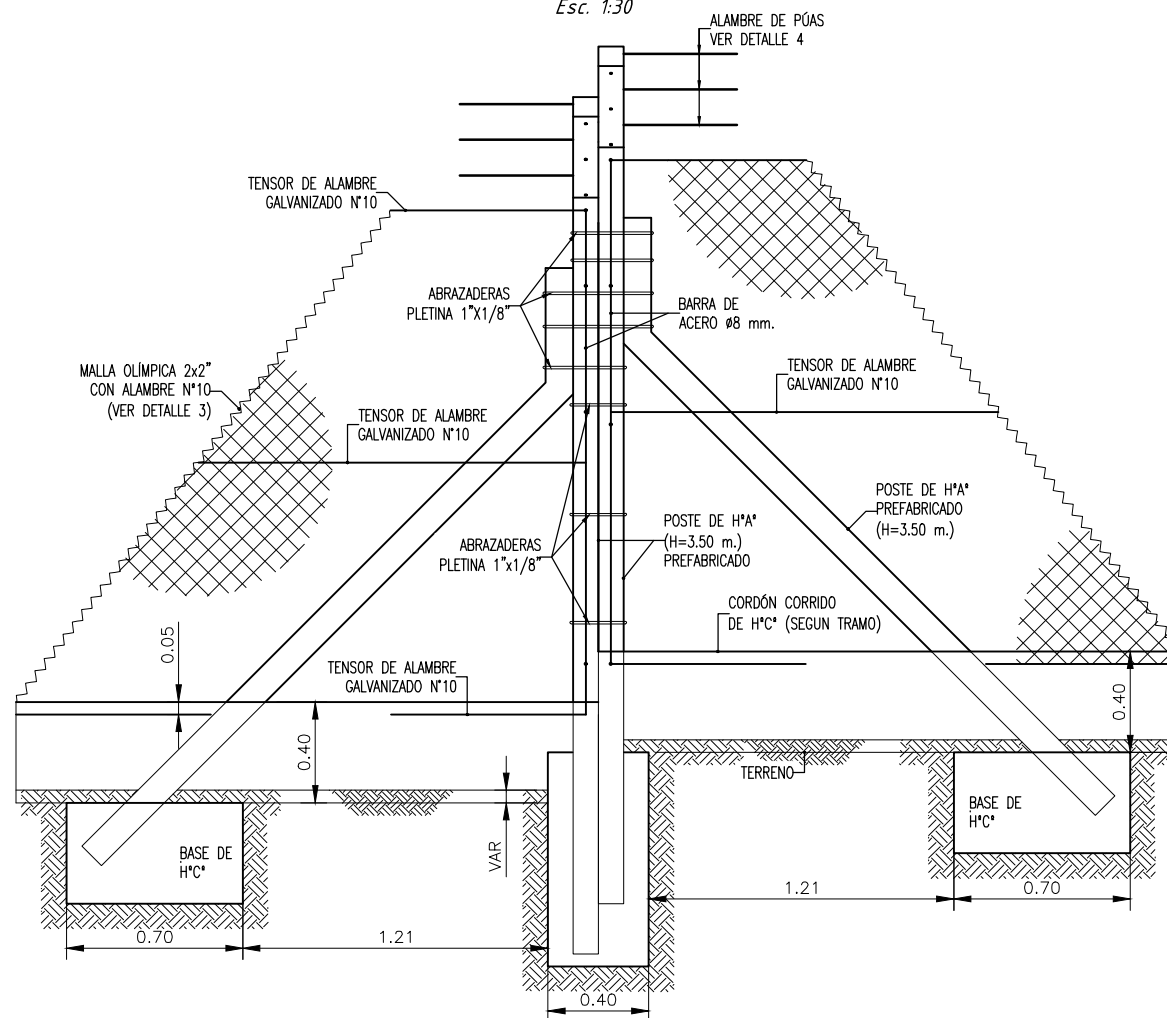 Esc. 1:30
ALAMBRE DE PÚAS
VER DETALLE 4
TENSOR DE ALAMBRE
GALVANIZADO N°10
ABRAZADERAS
PLETINA 1"X1/8"
BARRA DE
ACERO ø8 mm.
MALLA OLÍMPICA 2x2"
CON ALAMBRE N°10
(VER DETALLE 3)
TENSOR DE ALAMBRE
GALVANIZADO N°10
TENSOR DE ALAMBRE
GALVANIZADO N°10
POSTE DE H°A°
PREFABRICADO
(H=3.50 m.)
ABRAZADERAS
PLETINA 1"x1/8"
POSTE DE H°A°
(H=3.50 m.)
PREFABRICADO
CORDÓN CORRIDO
DE H°C° (SEGUN TRAMO)
0.05
TENSOR DE ALAMBRE
GALVANIZADO N°10
0.40
0.40
TERRENO
BASE DE
H°C°
BASE DE
H°C°
VAR
1.21
0.70
0.70
1.21
0.40